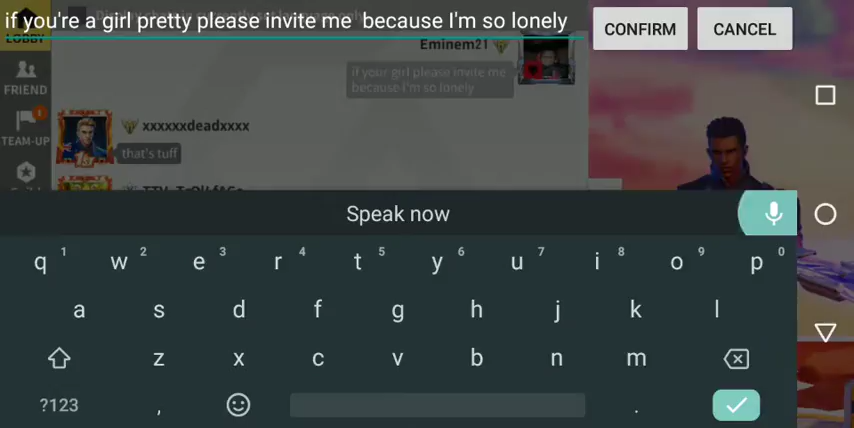 if you're a girl pretty please invite me  because I'm so lonely
CONFIRM
CANCEL
LOBBY
Eminem21
if your girl please invite me
because I'm so lonely
FRIEND
TEAM-UP
1
xxxxxxdeadxxxx
that's tuff
Speak now
q 1 w 2 e 3 r 4 t 5 y 6 u 7 i 8 o 9 p 0
a s d f g h j k l
z x c v b n m
?123 , .